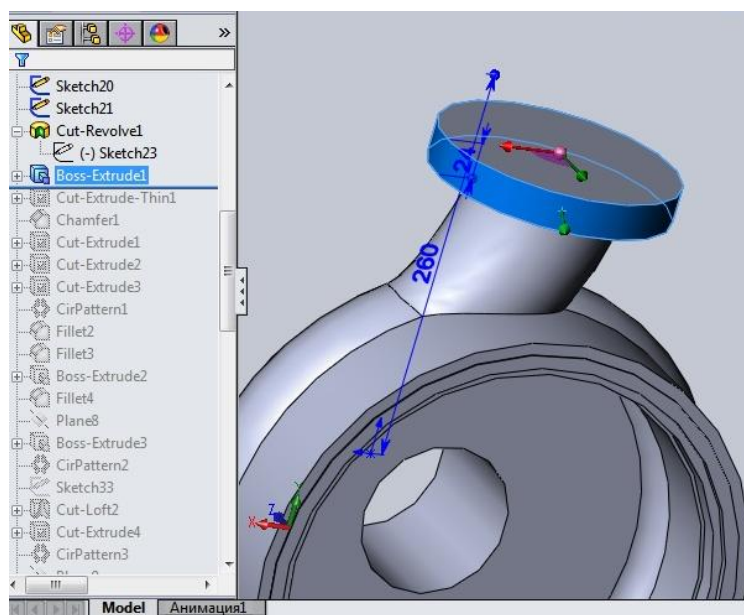 »
Sketch20
Sketch21
Cut-Revolve1
(-) Sketch23
Boss-Extrude1
Cut-Extrude-Thin1
Chamfer1
Cut-Extrude1
Cut-Extrude2
Cut-Extrude3
CirPattern1
Fillet2
Fillet3
Boss-Extrude2
Fillet4
Plane8
Boss-Extrude3
CirPattern2
Sketch33
Cut-Loft2
Cut-Extrude4
CirPattern3
24
260
Y
Z
X
Model Анимация1